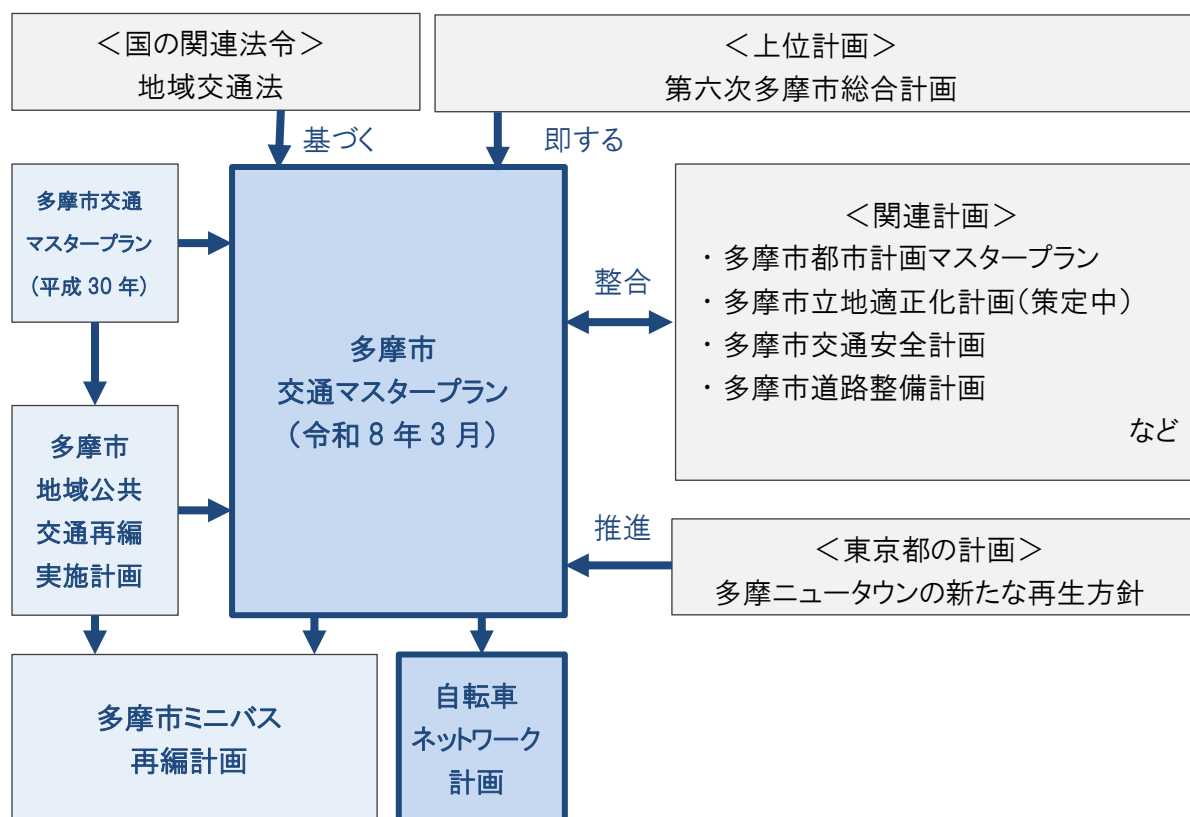 ＜国の関連法令＞
地域交通法
＜上位計画＞
第六次多摩市総合計画
基づく
即する
多摩市交通
マスタープラン
（平成 30 年）
多摩市
交通マスタープラン
（令和 8 年 3 月）
整合
＜関連計画＞
・ 多摩市都市計画マスタープラン
・ 多摩市立地適正化計画（策定中）
・ 多摩市交通安全計画
・ 多摩市道路整備計画
など
多摩市
地域公共
交通再編
実施計画
推進
＜東京都の計画＞
多摩ニュータウンの新たな再生方針
多摩市ミニバス
再編計画
自転車
ネットワーク
計画